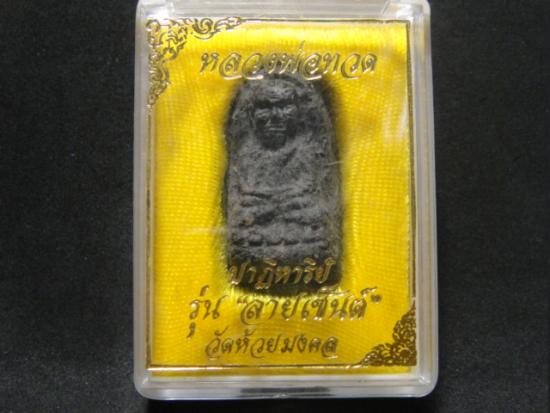 หลวงพ่อทวด
ปาฏิหาริย์
รุ่น "ลายเซ็นต์"
วัดห้วยมงคล